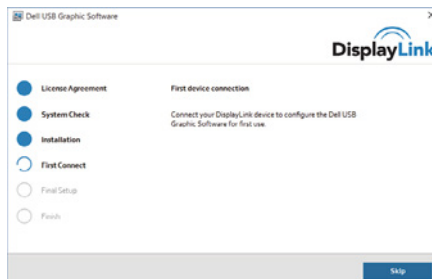 Dell USB Graphic Software
DisplayLink
License Agreement
System Check
Installation
First Connect
Final Setup
Finish
First device connection
Connect your DisplayLink device to configure the Dell USB
Graphic Software for first use.
Skip